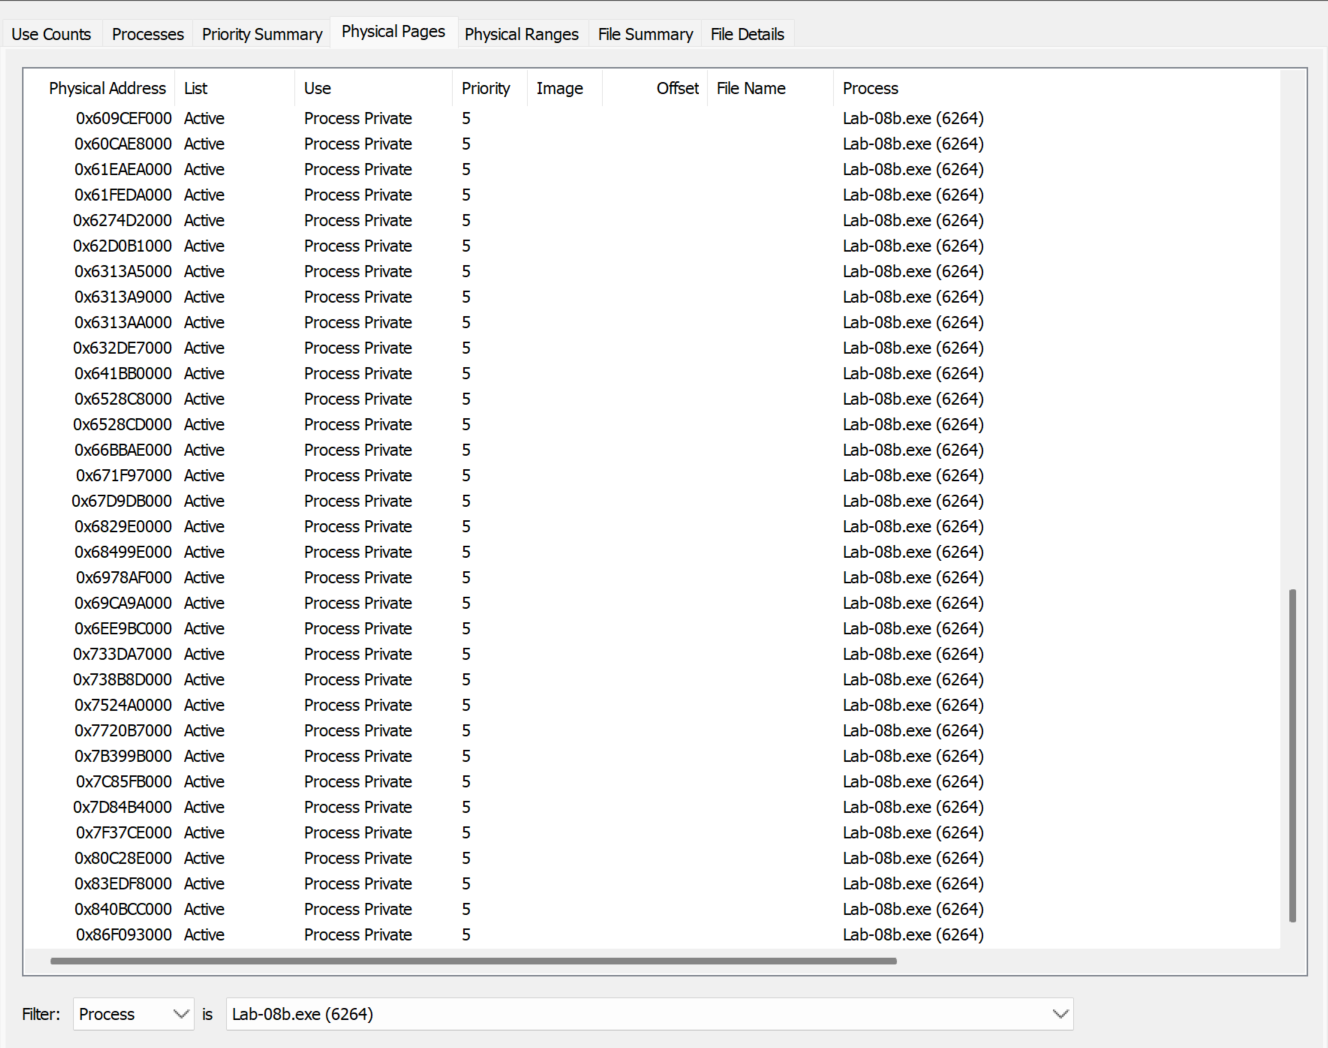 Use Counts Processes Priority Summary Physical Pages Physical Ranges File Summary File Details
Physical Address List Use Priority Image Offset File Name Process
0x609CEF000 Active Process Private 5 Lab-08b.exe (6264)
0x60CAE8000 Active Process Private 5 Lab-08b.exe (6264)
0x61EAEA000 Active Process Private 5 Lab-08b.exe (6264)
0x61FEDA000 Active Process Private 5 Lab-08b.exe (6264)
0x6274D2000 Active Process Private 5 Lab-08b.exe (6264)
0x62D0B1000 Active Process Private 5 Lab-08b.exe (6264)
0x6313A5000 Active Process Private 5 Lab-08b.exe (6264)
0x6313A9000 Active Process Private 5 Lab-08b.exe (6264)
0x6313AA000 Active Process Private 5 Lab-08b.exe (6264)
0x632DE7000 Active Process Private 5 Lab-08b.exe (6264)
0x641BB0000 Active Process Private 5 Lab-08b.exe (6264)
0x6528C8000 Active Process Private 5 Lab-08b.exe (6264)
0x6528CD000 Active Process Private 5 Lab-08b.exe (6264)
0x66BBAE000 Active Process Private 5 Lab-08b.exe (6264)
0x671F97000 Active Process Private 5 Lab-08b.exe (6264)
0x67D9DB000 Active Process Private 5 Lab-08b.exe (6264)
0x6829E0000 Active Process Private 5 Lab-08b.exe (6264)
0x68499E000 Active Process Private 5 Lab-08b.exe (6264)
0x6978AF000 Active Process Private 5 Lab-08b.exe (6264)
0x69CA9A000 Active Process Private 5 Lab-08b.exe (6264)
0x6EE9BC000 Active Process Private 5 Lab-08b.exe (6264)
0x733DA7000 Active Process Private 5 Lab-08b.exe (6264)
0x738B8D000 Active Process Private 5 Lab-08b.exe (6264)
0x7524A0000 Active Process Private 5 Lab-08b.exe (6264)
0x7720B7000 Active Process Private 5 Lab-08b.exe (6264)
0x7B399B000 Active Process Private 5 Lab-08b.exe (6264)
0x7C85FB000 Active Process Private 5 Lab-08b.exe (6264)
0x7D84B4000 Active Process Private 5 Lab-08b.exe (6264)
0x7F37CE000 Active Process Private 5 Lab-08b.exe (6264)
0x80C28E000 Active Process Private 5 Lab-08b.exe (6264)
0x83EDF8000 Active Process Private 5 Lab-08b.exe (6264)
0x840BCC000 Active Process Private 5 Lab-08b.exe (6264)
0x86F093000 Active Process Private 5 Lab-08b.exe (6264)
Filter: Process is Lab-08b.exe (6264)